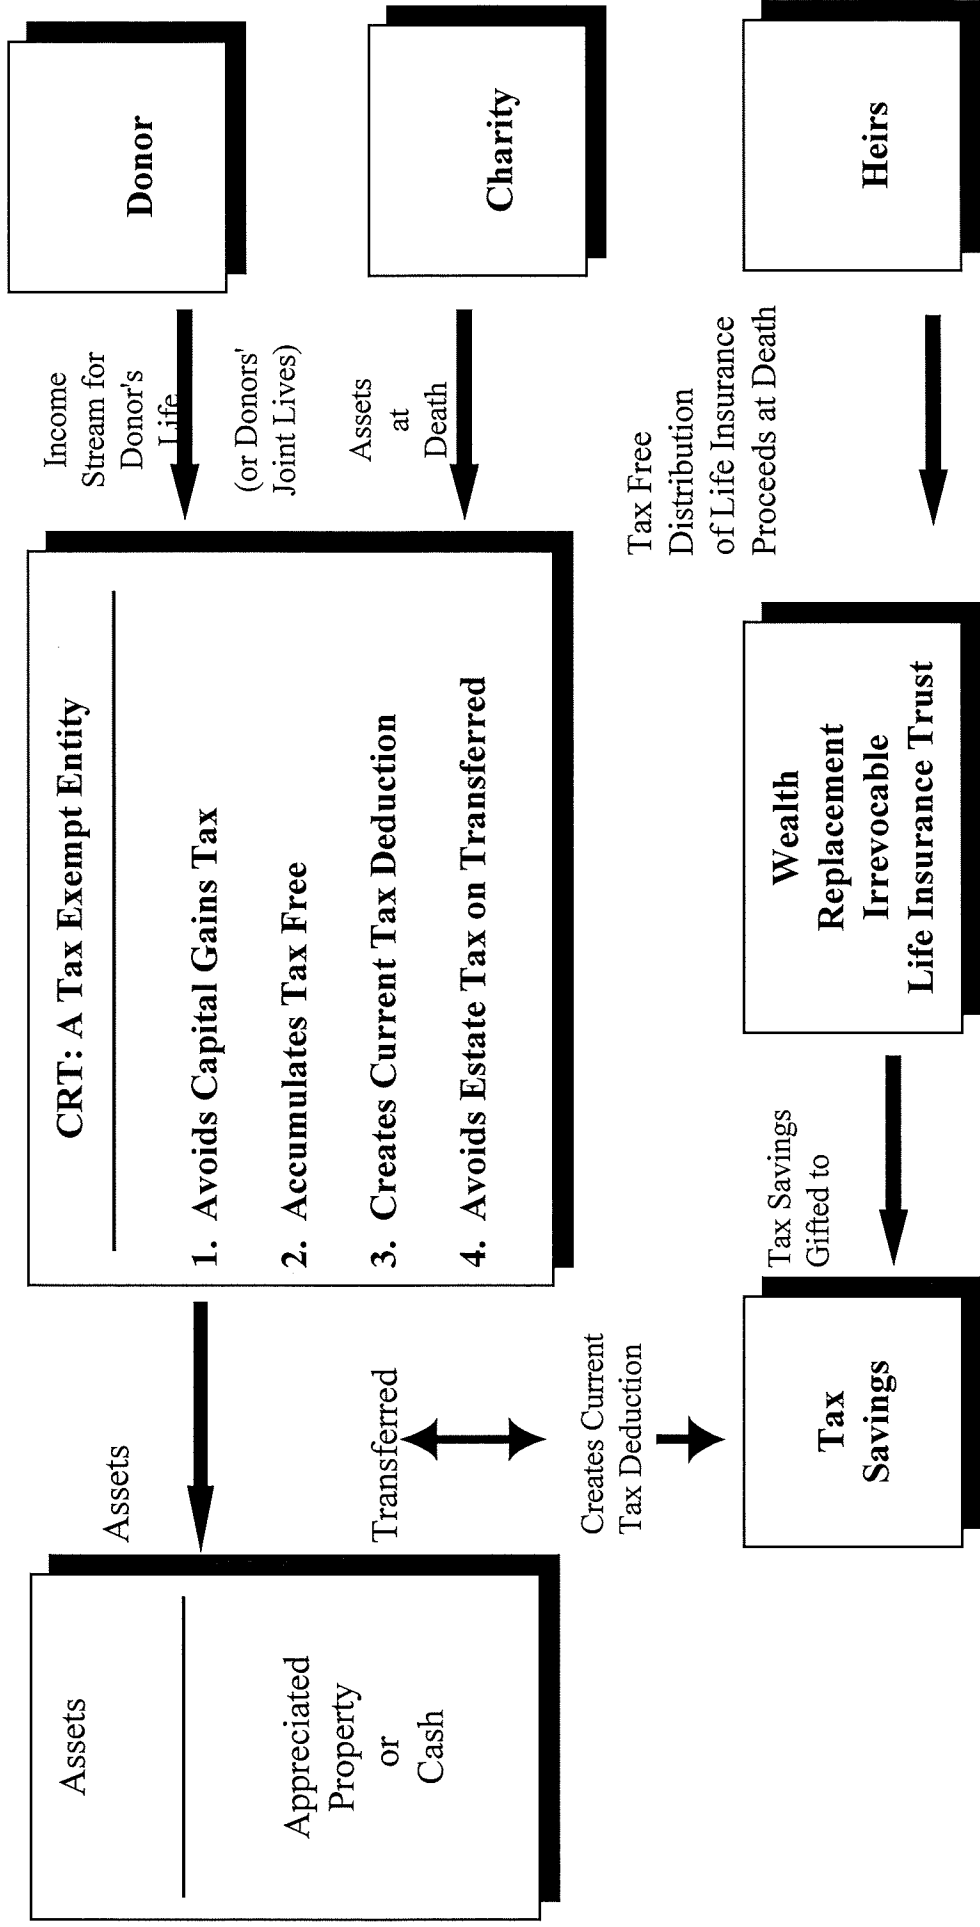 Assets
Appreciated
Property
or
Cash
Assets
Transferred
CRT: A Tax Exempt Entity
1. Avoids Capital Gains Tax
2. Accumulates Tax Free
3. Creates Current Tax Deduction
4. Avoids Estate Tax on Transferred
Income
Stream for
Donor's
Life
(or Donors'
Joint Lives)
Donor
Assets
at
Death
Charity
Creates Current
Tax Deduction
Tax
Savings
Tax Savings
Gifted to
Wealth
Replacement
Irrevocable
Life Insurance Trust
Tax Free
Distribution
of Life Insurance
Proceeds at Death
Heirs